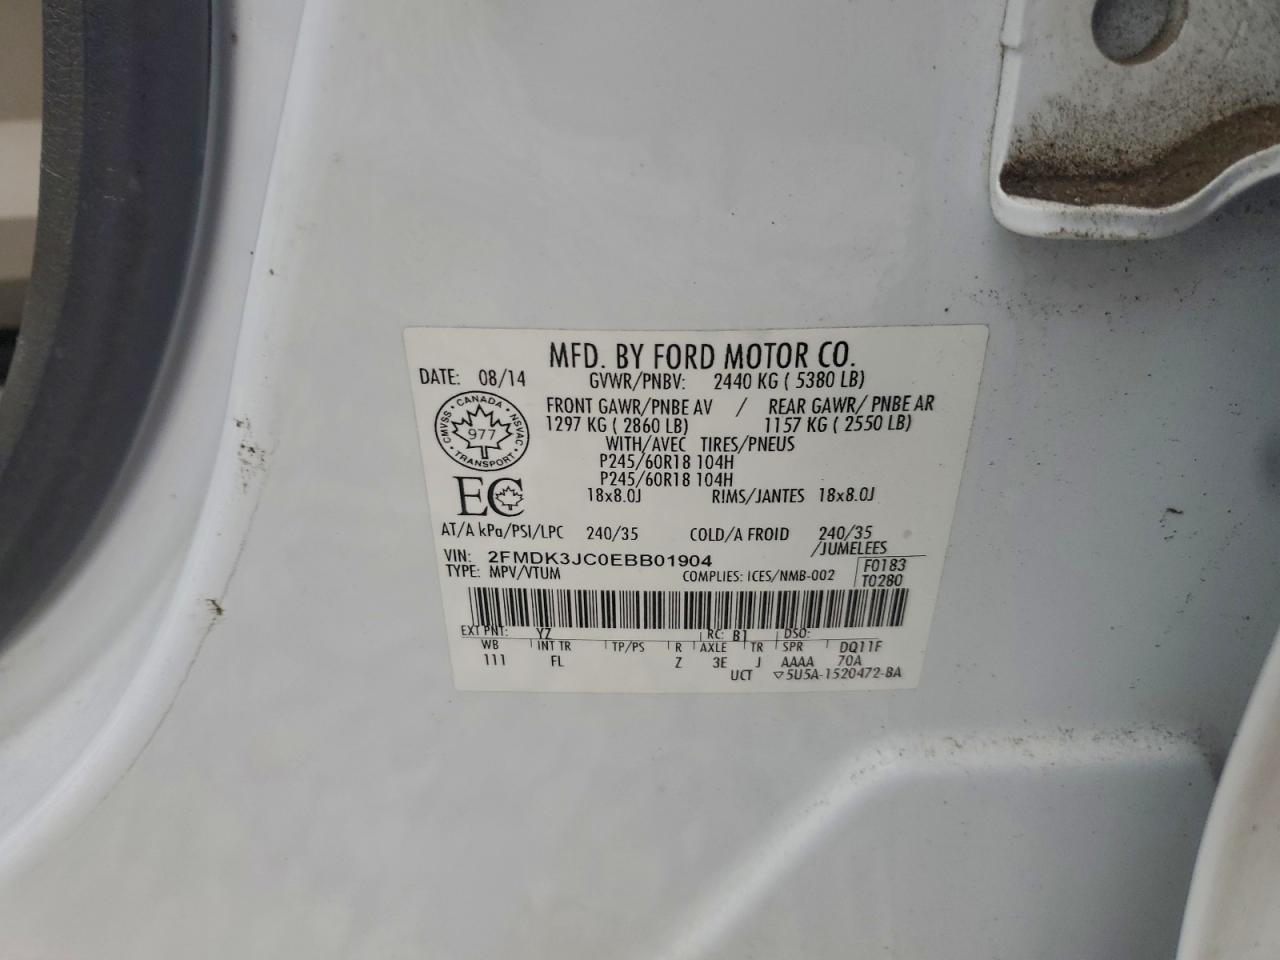 MFD. BY FORD MOTOR CO.
DATE: 08/14 GVWR/PNBV: 2440 KG ( 5380 LB)
FRONT GAWR/PNBE AV / REAR GAWR/ PNBE AR
1297 KG ( 2860 LB) 1157 KG ( 2550 LB)
WITH/AVEC TIRES/PNEUS
P245/60R18 104H
P245/60R18 104H
18x8.0J RIMS/JANTES 18x8.0J
CMVSS • CANADA • NSVAC • TRANSPORT •
977
EC
AT/A kPa/PSI/LPC 240/35 COLD/A FROID 240/35
/JUMELEES
VIN: 2FMDK3JC0EBB01904
TYPE: MPV/VTUM COMPLIES: ICES/NMB-002
F0183
T0280
EXT PNT: YZ RC: B1 DSO:
WB INT TR TP/PS R AXLE TR SPR DQ11F
111 FL Z 3E J AAAA 70A
UCT ▽5U5A-1520472-BA